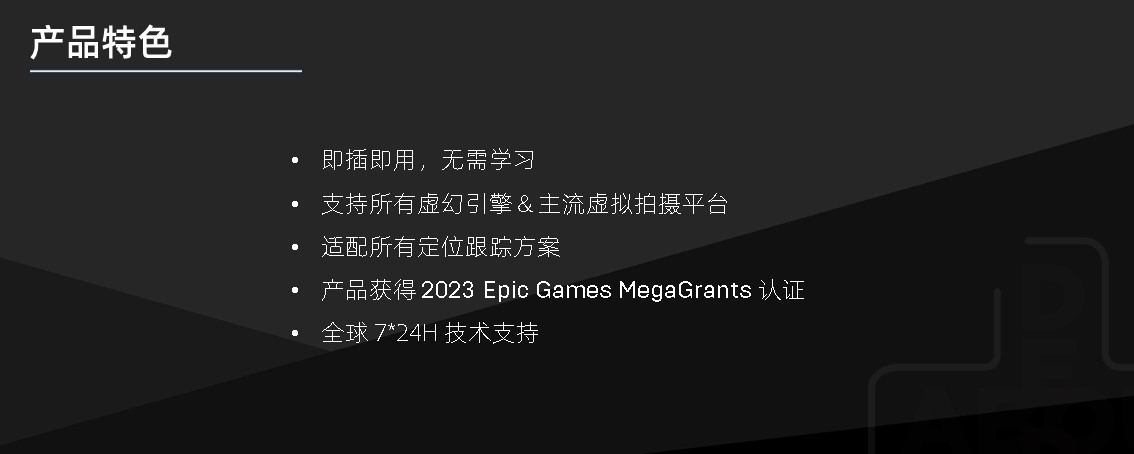 产品特色
• 即插即用，无需学习
• 支持所有虚幻引擎 & 主流虚拟拍摄平台
• 适配所有定位跟踪方案
• 产品获得 2023 Epic Games MegaGrants 认证
• 全球 7*24H 技术支持